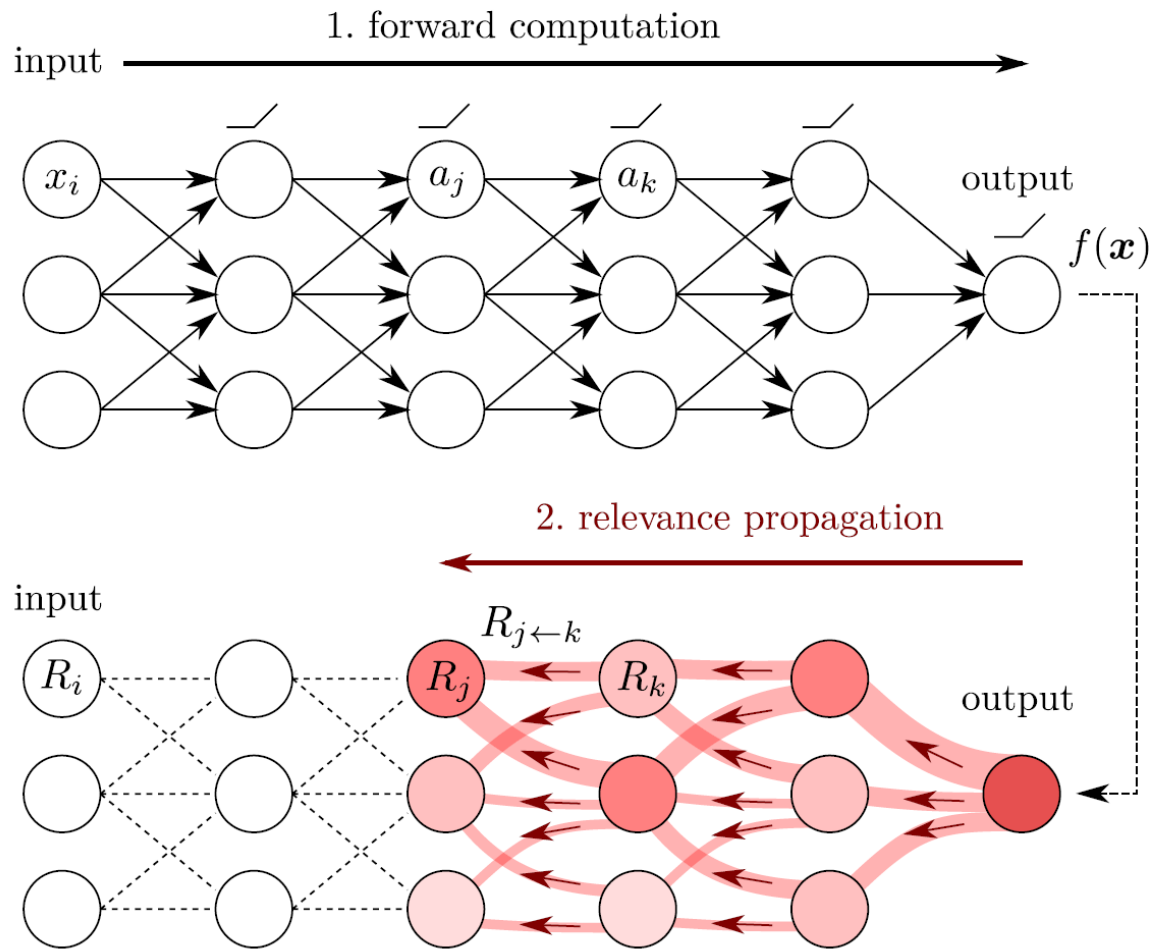 1. forward computation
input
x_i
a_j
a_k
output
f(x)
2. relevance propagation
input
R_{j←k}
R_i
R_j
R_k
output